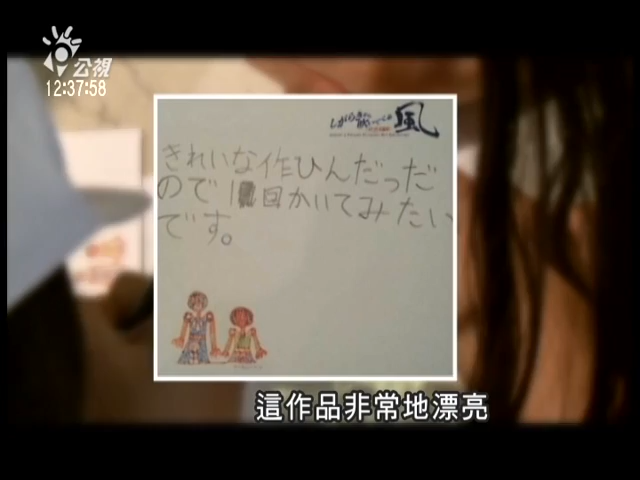 公視
12:37:58
風
きれいな作ひんだっだ
ので1回かいてみたい
です。
這作品非常地漂亮